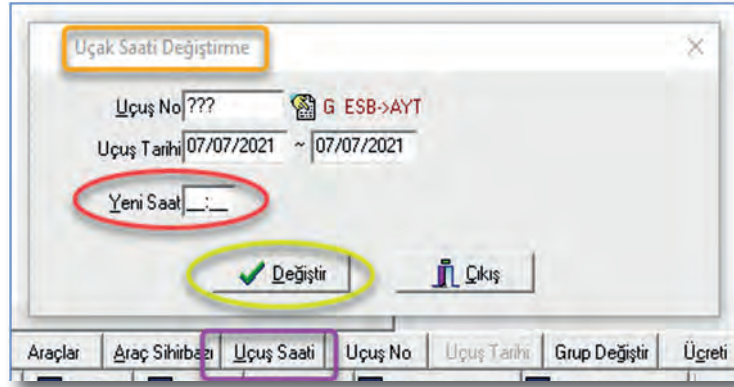 Uçak Saati Değiştirme
Uçuş No ??? G ESB->AYT
Uçuş Tarihi 07/07/2021 ~ 07/07/2021
Yeni Saat __:__
Değiştir Çıkış
Araçlar Araç Sihirbazı Uçuş Saati Uçuş No Uçuş Tarihi Grup Değiştir Ücreti